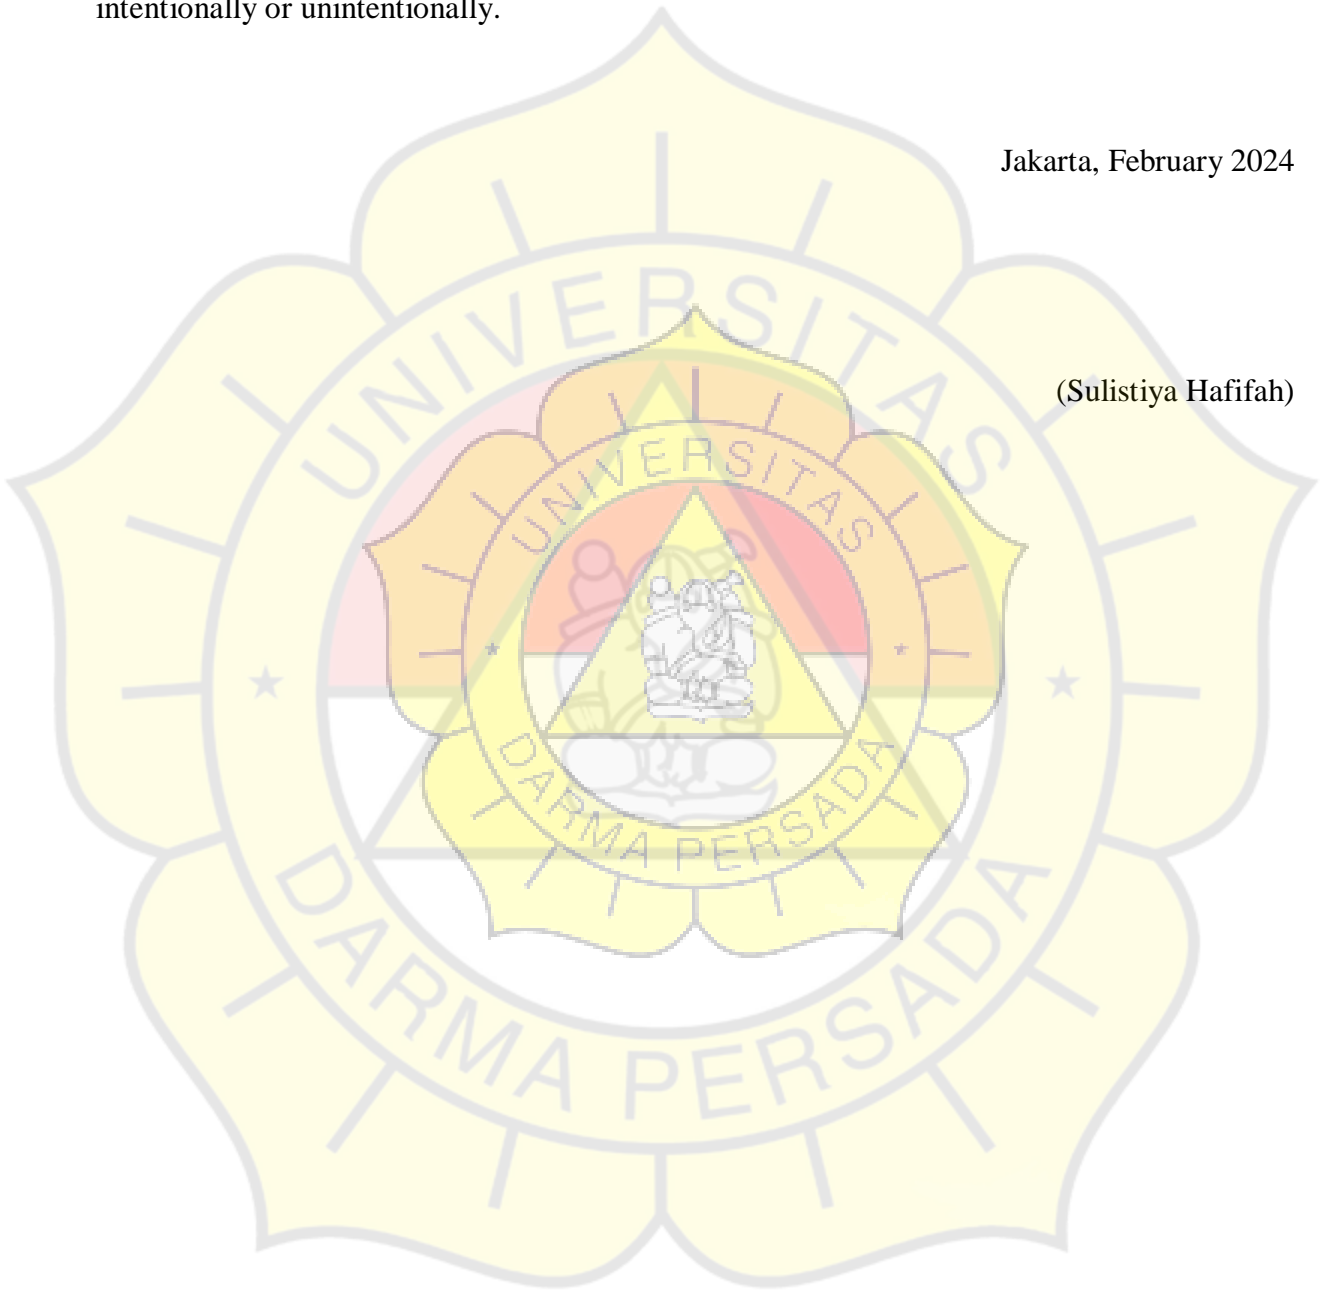 intentionally or unintentionally.
Jakarta, February 2024
UNIVERSITAS
(Sulistiya Hafifah)
UNIVERSITAS
DARMA PERSADA
DARMA PERSADA